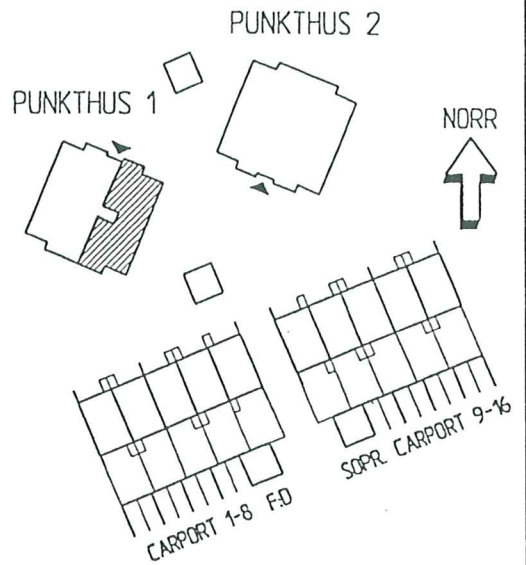 PUNKTHUS 2
PUNKTHUS 1
NORR
SOPR. CARPORT 9-16
CARPORT 1-8 F:D